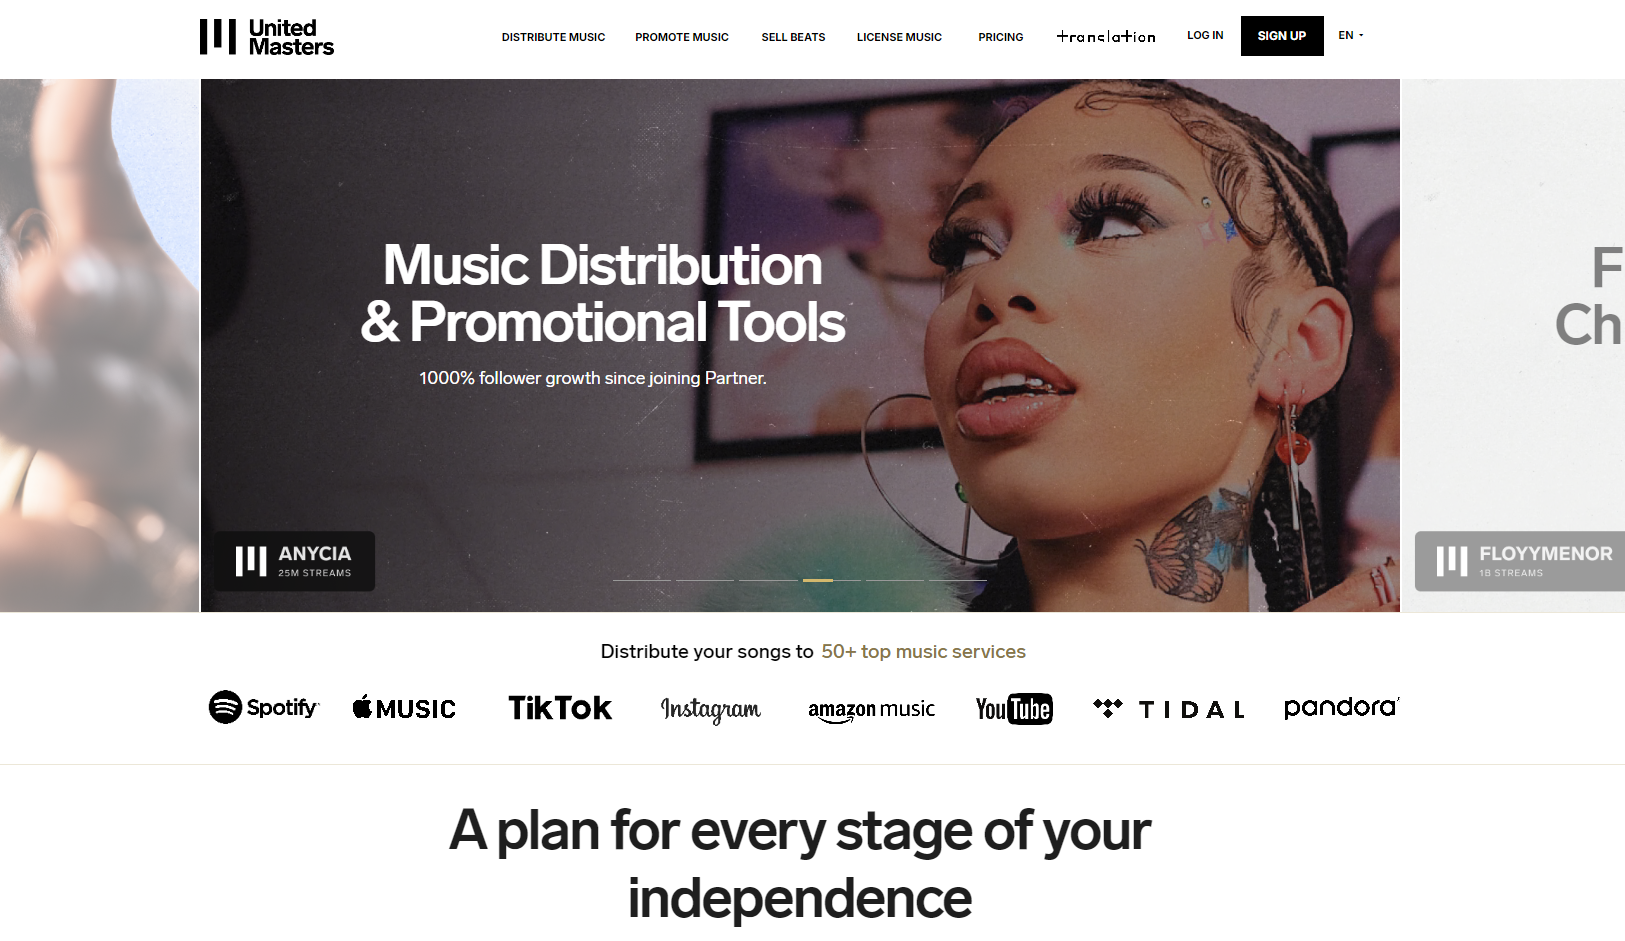 United
Masters
DISTRIBUTE MUSIC PROMOTE MUSIC SELL BEATS LICENSE MUSIC PRICING translation LOG IN SIGN UP EN
Music Distribution
& Promotional Tools
1000% follower growth since joining Partner.
ANYCIA
25M STREAMS
F
Ch
FLOYYMENOR
1B STREAMS
Distribute your songs to 50+ top music services
Spotify MUSIC TikTok Instagram amazon music YouTube TIDAL pandora
A plan for every stage of your
independence